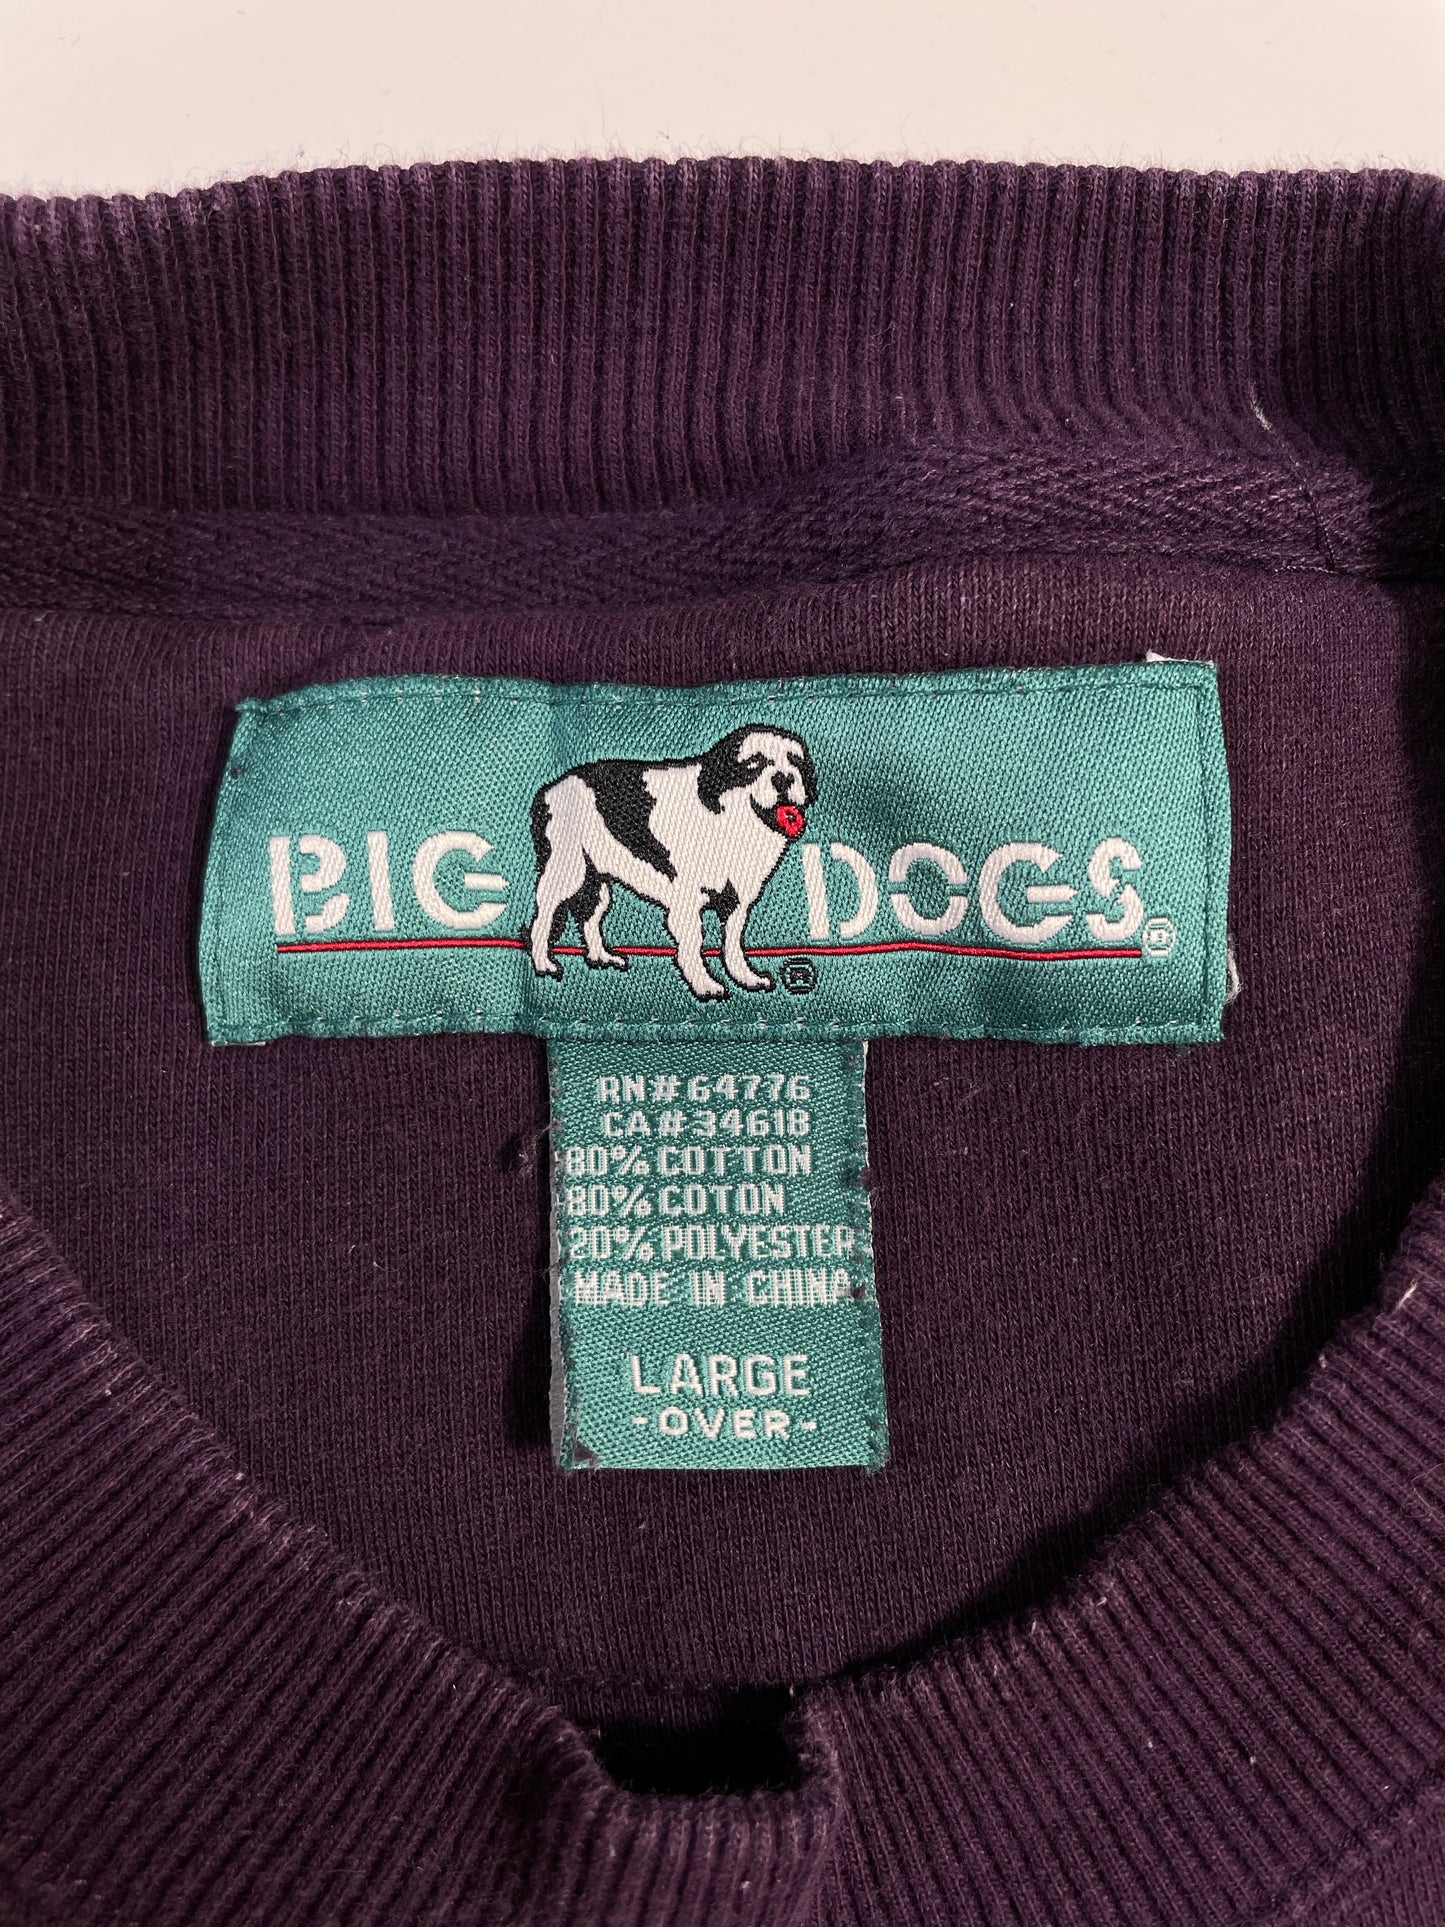 BIG DOGS®
®
RN# 64776
CA# 34618
80% COTTON
80% COTON
20% POLYESTER
MADE IN CHINA
LARGE
-OVER-